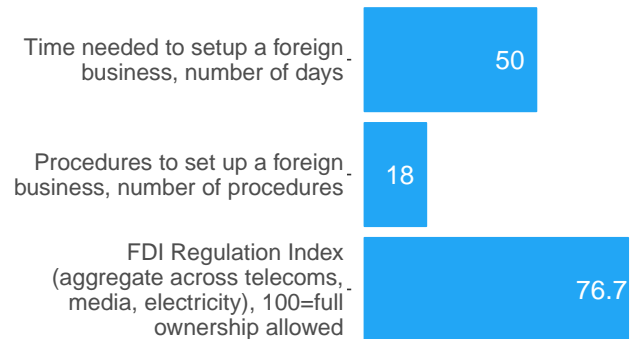 Time needed to setup a foreign
business, number of days
50
Procedures to set up a foreign
business, number of procedures
18
FDI Regulation Index
(aggregate across telecoms,
media, electricity), 100=full
ownership allowed
76.7